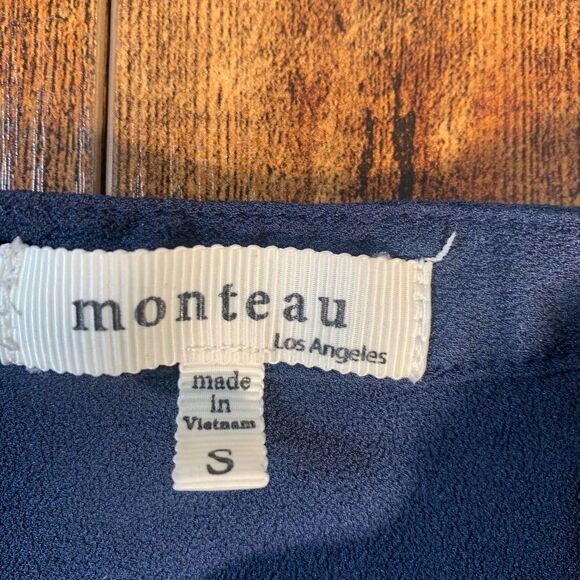 monteau
Los Angeles
made
in
Vietnam
S